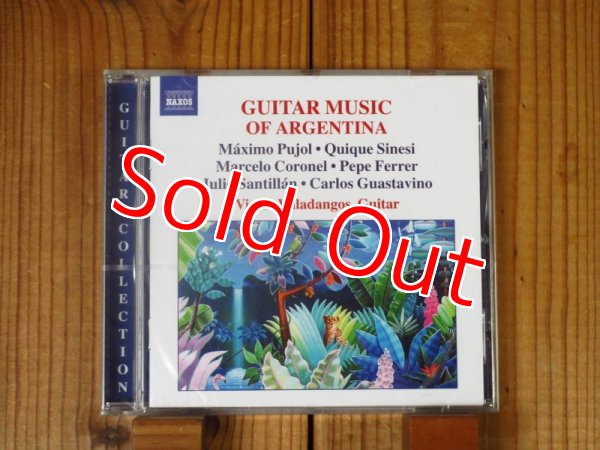 NAXOS
GUITAR COLLECTION
GUITAR MUSIC
OF ARGENTINA
Máximo Pujol • Quique Sinesi
Marcelo Coronel • Pepe Ferrer
Santillán • Carlos Guastavino
Guitar
Sold Out